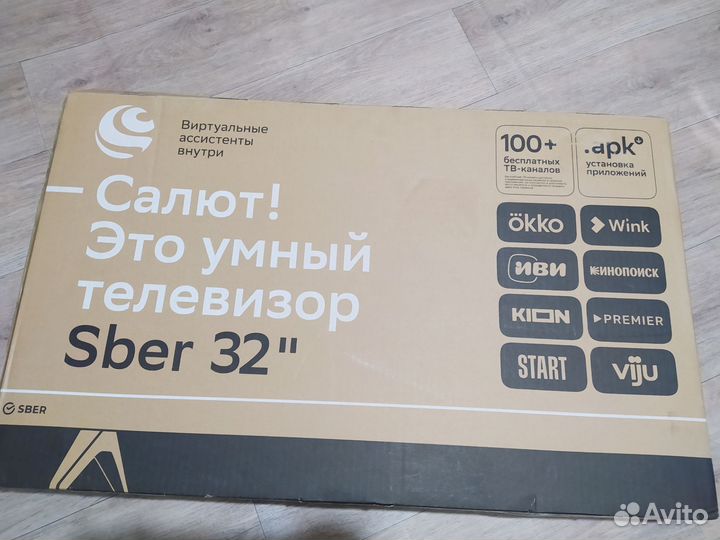 Виртуальные
ассистенты
внутри
— Салют!
Это умный
телевизор
Sber 32"
SBER
100+
бесплатных
ТВ-каналов
.apk
установка
приложений
ökko
Wink
иви
КИНОПОИСК
KION
PREMIER
START
viju
Avito